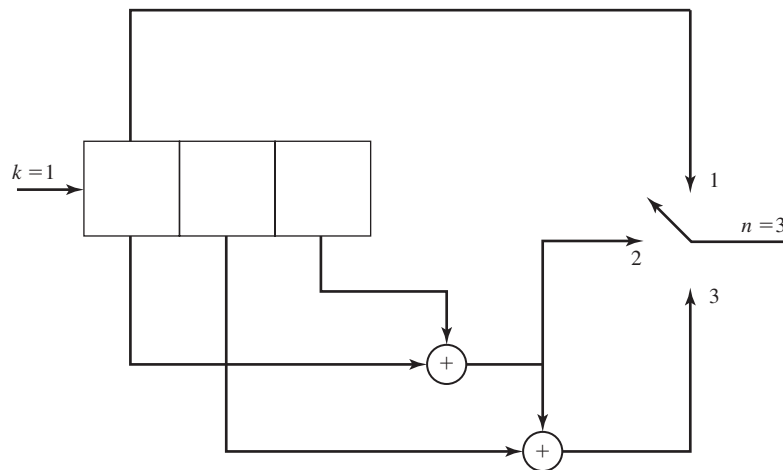 k = 1
1
n = 3
2
3
+
+